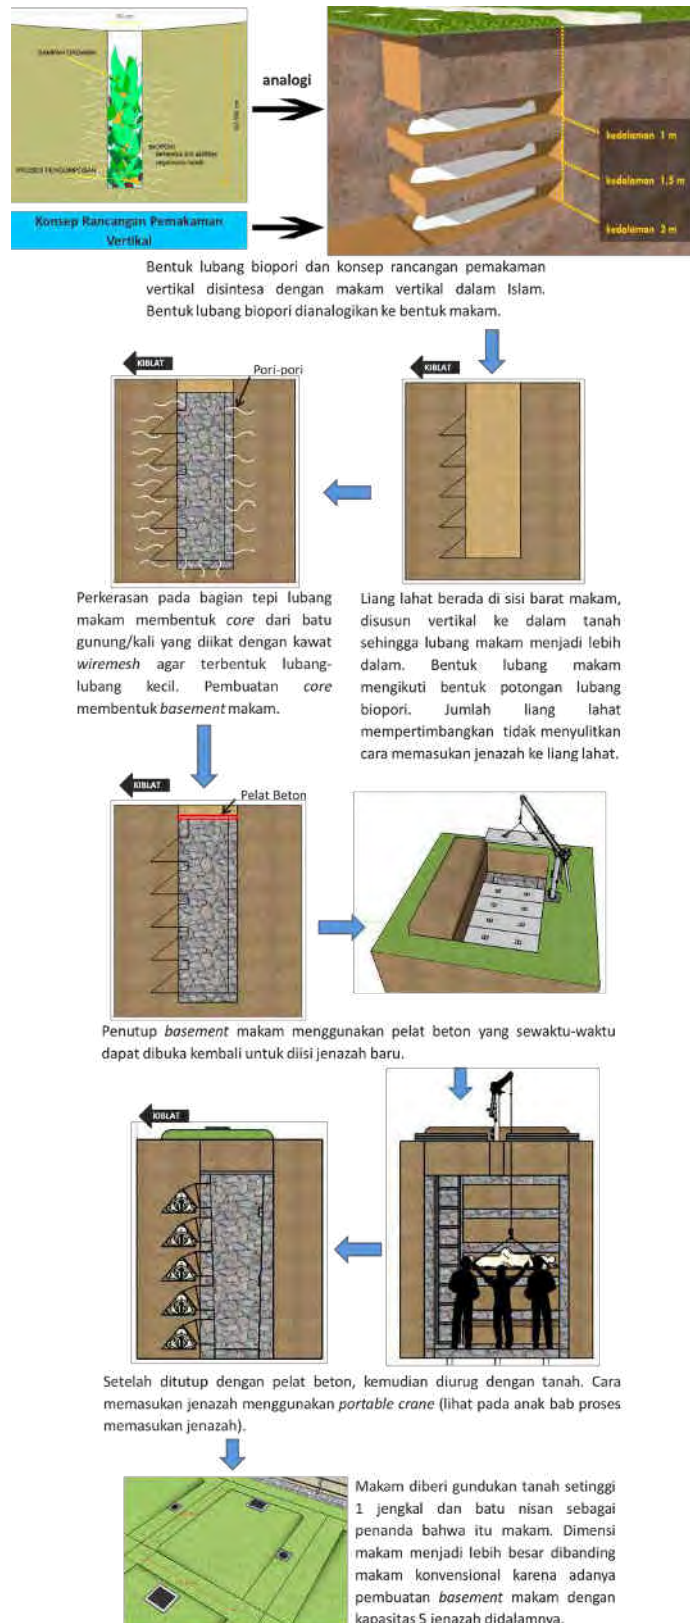 SAMPAH ORGANIK
BIOPORI
PROSES PENGOMPOSAN
analogi
kedalaman 1 m
kedalaman 1,5 m
kedalaman 2 m
Konsep Rancangan Pemakaman
Vertikal
Bentuk lubang biopori dan konsep rancangan pemakaman
vertikal disintesa dengan makam vertikal dalam Islam.
Bentuk lubang biopori dianalogikan ke bentuk makam.
KIBLAT
Pori-pori
KIBLAT
Perkerasan pada bagian tepi lubang
makam membentuk core dari batu
gunung/kali yang diikat dengan kawat
wiremesh agar terbentuk lubang-
lubang kecil. Pembuatan core
membentuk basement makam.
Liang lahat berada di sisi barat makam,
disusun vertikal ke dalam tanah
sehingga lubang makam menjadi lebih
dalam. Bentuk lubang makam
mengikuti bentuk potongan lubang
biopori. Jumlah liang lahat
mempertimbangkan tidak menyulitkan
cara memasukan jenazah ke liang lahat.
KIBLAT
Pelat Beton
Penutup basement makam menggunakan pelat beton yang sewaktu-waktu
dapat dibuka kembali untuk diisi jenazah baru.
KIBLAT
Setelah ditutup dengan pelat beton, kemudian diurug dengan tanah. Cara
memasukan jenazah menggunakan portable crane (lihat pada anak bab proses
memasukan jenazah).
Makam diberi gundukan tanah setinggi
1 jengkal dan batu nisan sebagai
penanda bahwa itu makam. Dimensi
makam menjadi lebih besar dibanding
makam konvensional karena adanya
pembuatan basement makam dengan
kapasitas 5 jenazah didalamnya.